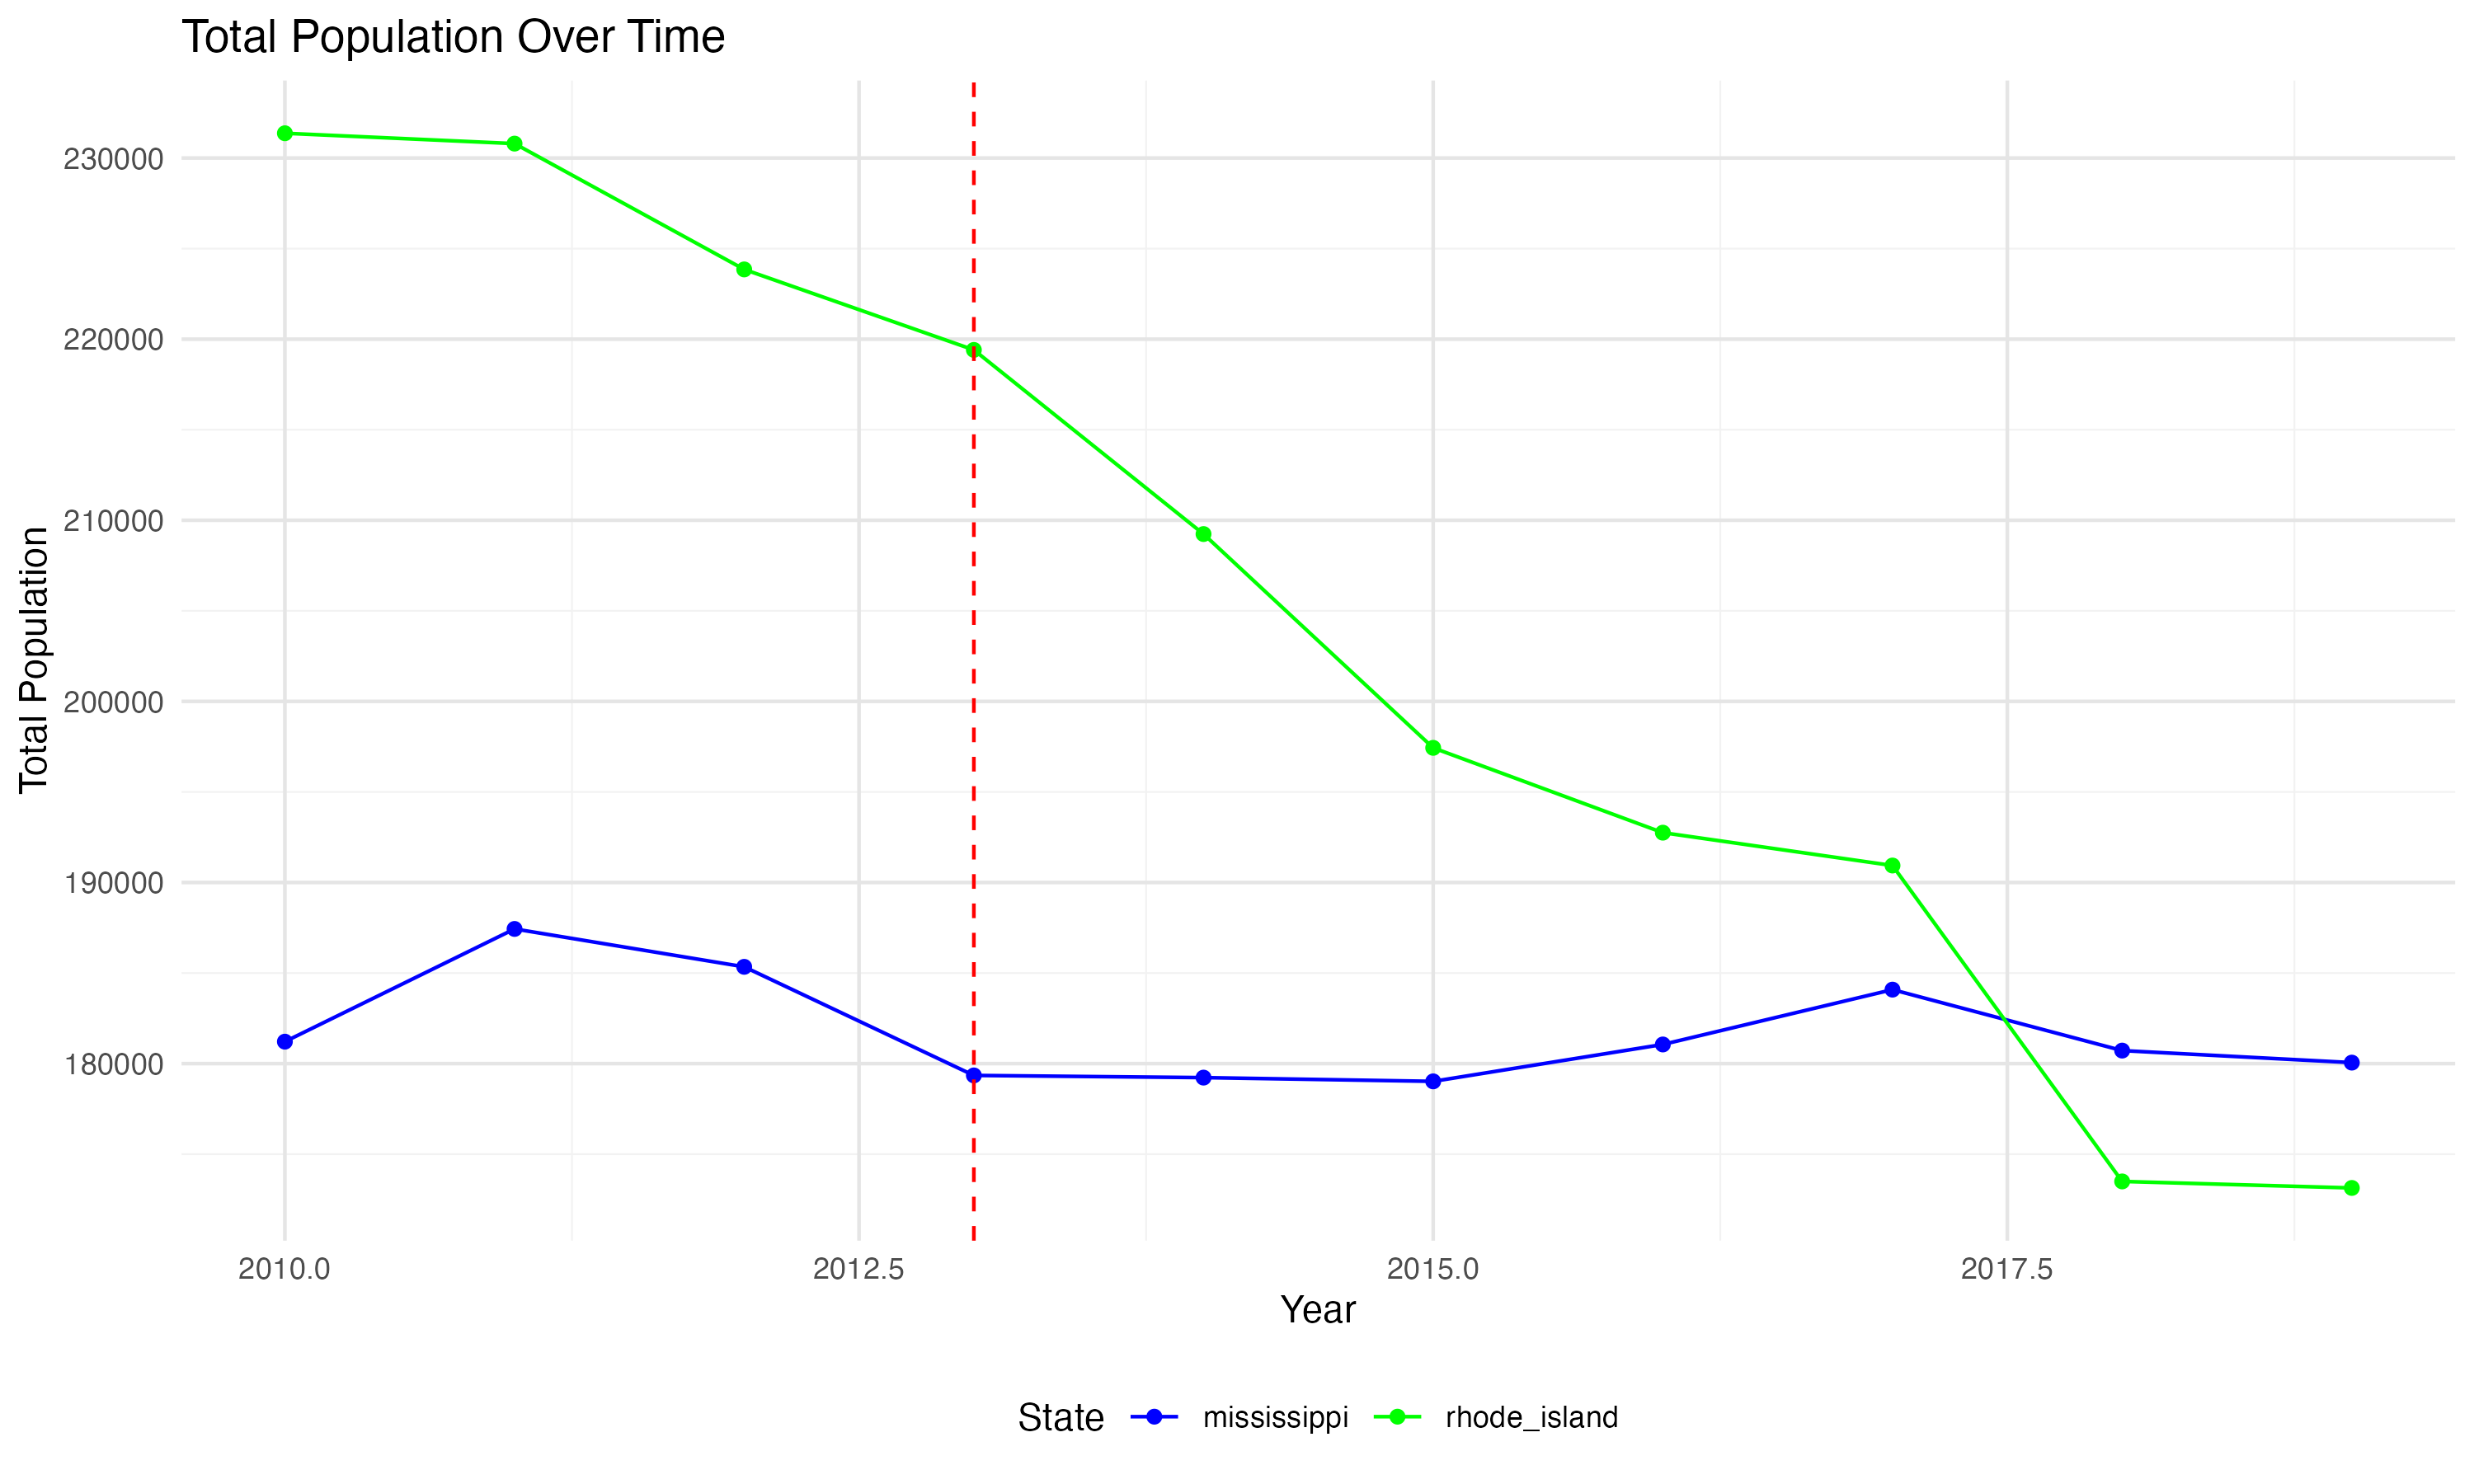 Total Population Over Time
Total Population
230000
220000
210000
200000
190000
180000
2010.0 2012.5 2015.0 2017.5
Year
State mississippi rhode_island